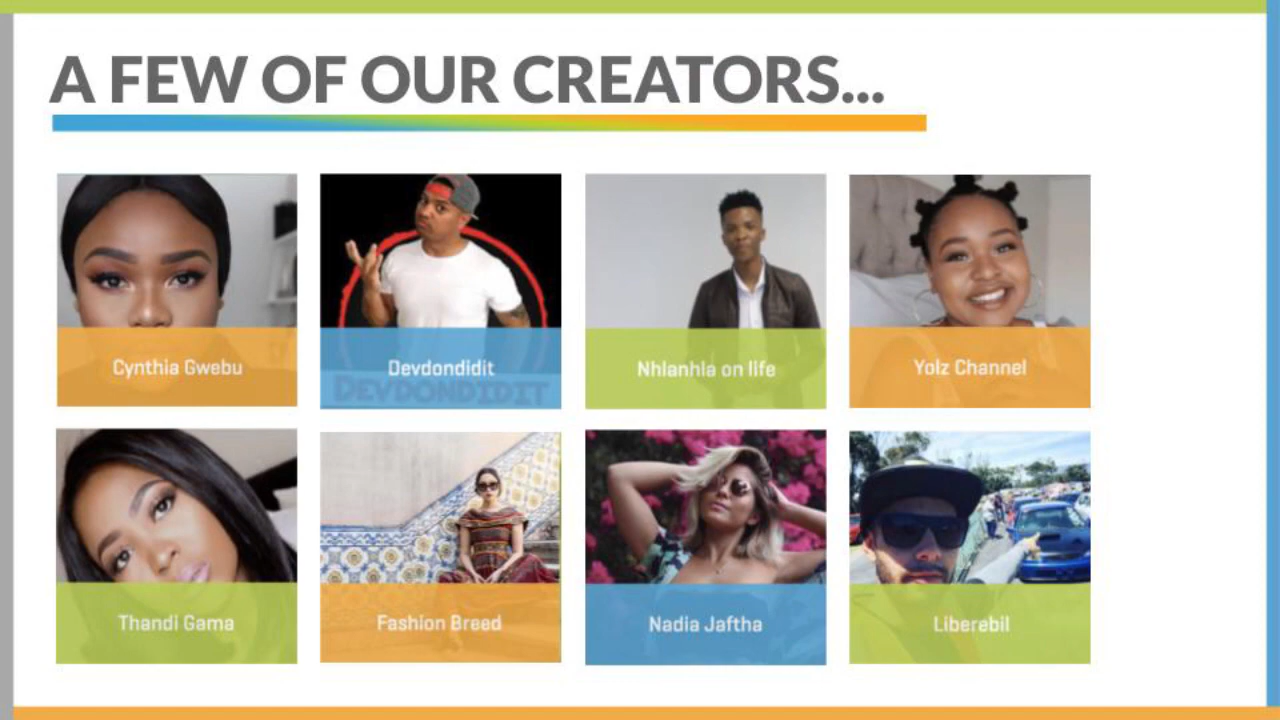 A FEW OF OUR CREATORS...
Cynthia Gwebu
Devdondidit
Nhlanhla on life
Yolz Channel
DEVDONDIDIT
Thandi Gama
Fashion Breed
Nadia Jaftha
Liberebil